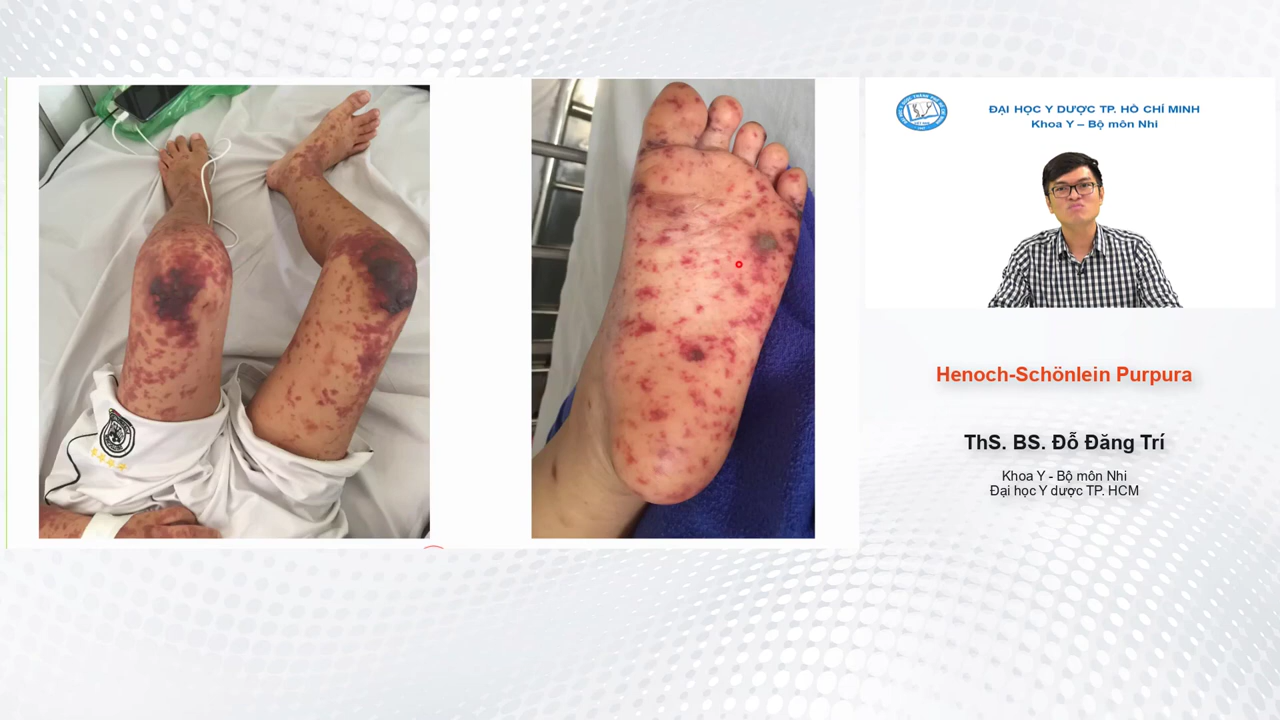 ĐẠI HỌC Y DƯỢC TP. HỒ CHÍ MINH
Khoa Y – Bộ môn Nhi
Henoch-Schönlein Purpura
ThS. BS. Đỗ Đăng Trí
Khoa Y - Bộ môn Nhi
Đại học Y dược TP. HCM